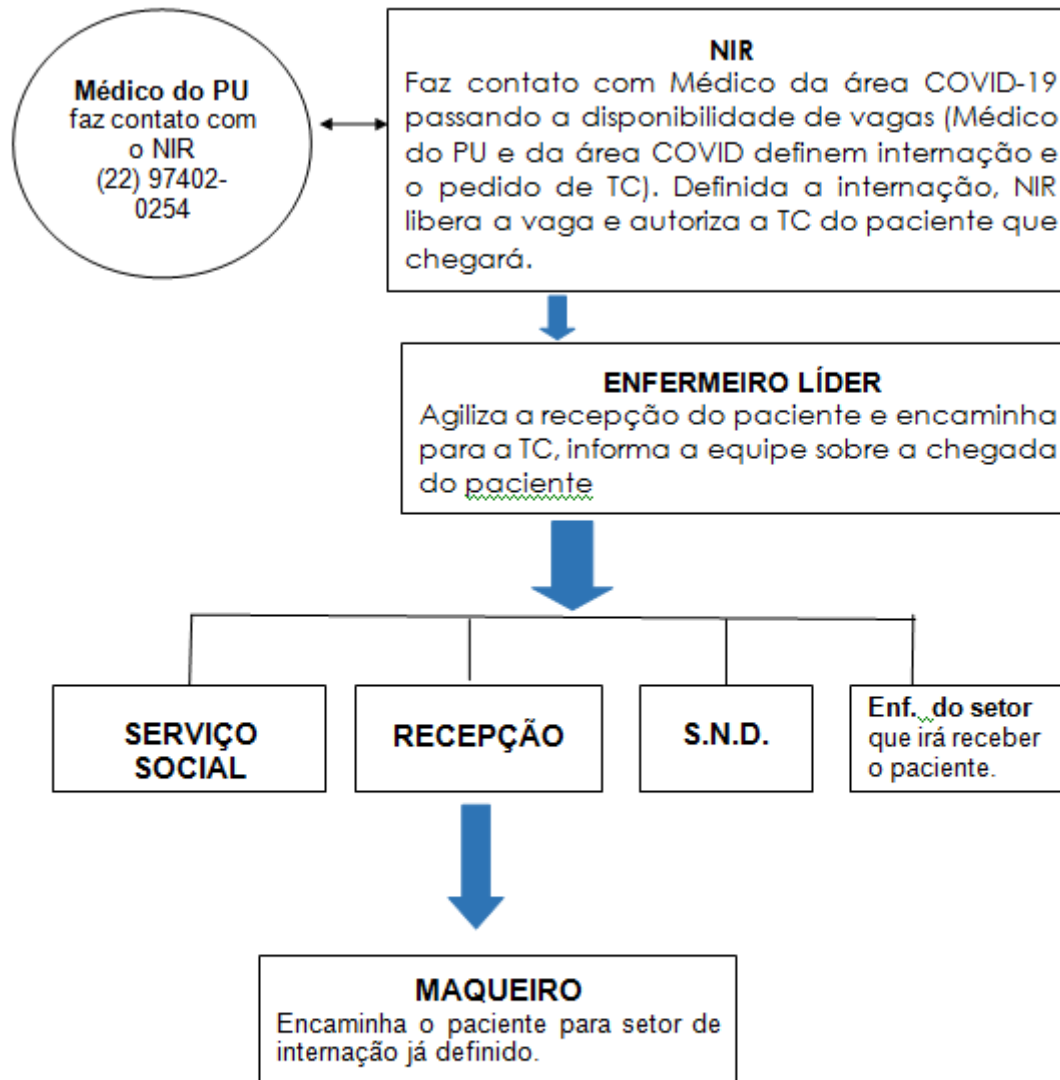 Médico do PU
faz contato com
o NIR
(22) 97402-
0254
NIR
Faz contato com Médico da área COVID-19
passando a disponibilidade de vagas (Médico
do PU e da área COVID definem internação e
o pedido de TC). Definida a internação, NIR
libera a vaga e autoriza a TC do paciente que
chegará.
ENFERMEIRO LÍDER
Agiliza a recepção do paciente e encaminha
para a TC, informa a equipe sobre a chegada
do paciente
SERVIÇO
SOCIAL
RECEPÇÃO
S.N.D.
Enf. do setor
que irá receber
o paciente.
MAQUEIRO
Encaminha o paciente para setor de
internação já definido.